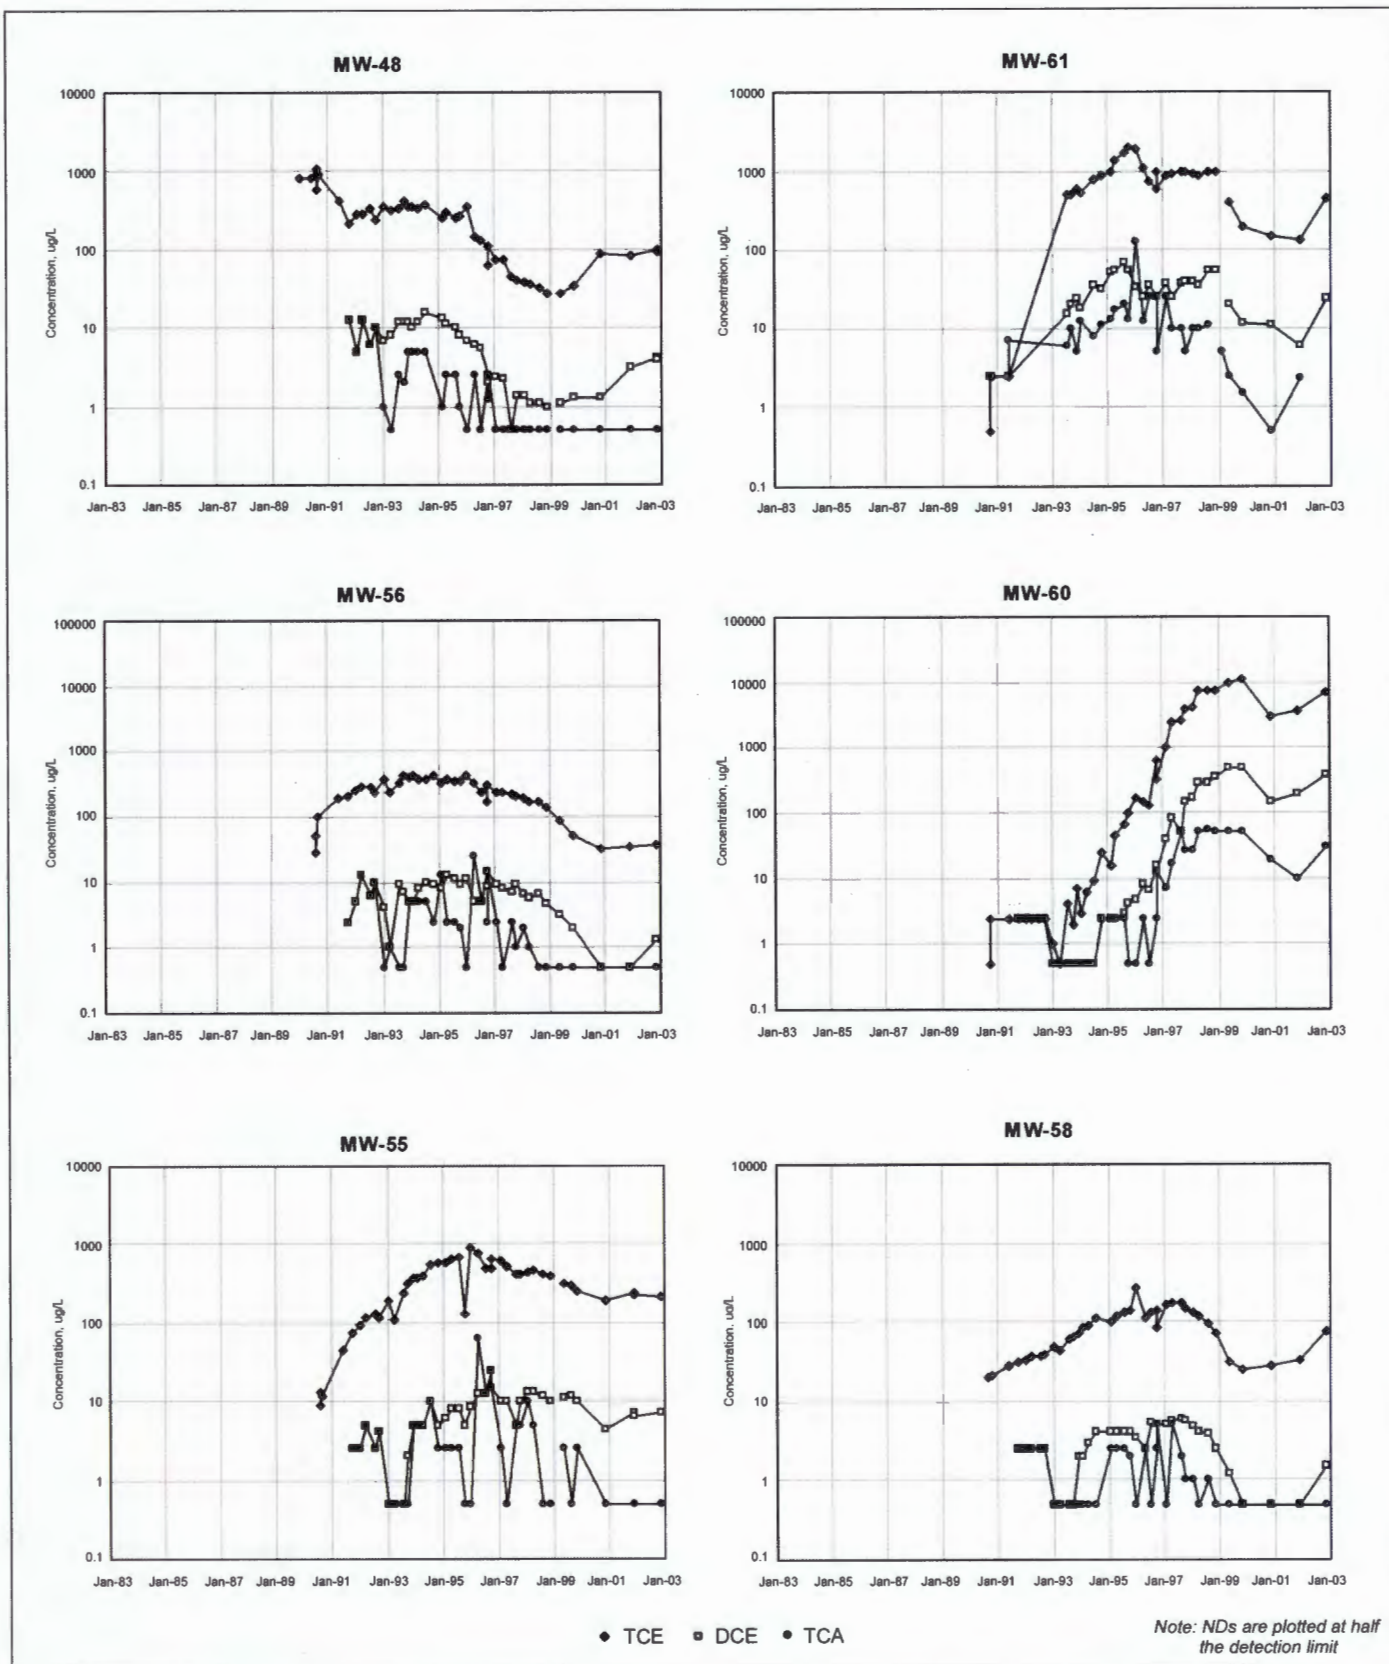 MW-48
10000
1000
100
10
1
0.1
Concentration, ug/L
Jan-83 Jan-85 Jan-87 Jan-89 Jan-91 Jan-93 Jan-95 Jan-97 Jan-99 Jan-01 Jan-03
MW-61
10000
1000
100
10
1
0.1
Concentration, ug/L
Jan-83 Jan-85 Jan-87 Jan-89 Jan-91 Jan-93 Jan-95 Jan-97 Jan-99 Jan-01 Jan-03
MW-56
100000
10000
1000
100
10
1
0.1
Concentration, ug/L
Jan-83 Jan-85 Jan-87 Jan-89 Jan-91 Jan-93 Jan-95 Jan-97 Jan-99 Jan-01 Jan-03
MW-60
100000
10000
1000
100
10
1
0.1
Concentration, ug/L
Jan-83 Jan-85 Jan-87 Jan-89 Jan-91 Jan-93 Jan-95 Jan-97 Jan-99 Jan-01 Jan-03
MW-55
10000
1000
100
10
1
0.1
Concentration, ug/L
Jan-83 Jan-85 Jan-87 Jan-89 Jan-91 Jan-93 Jan-95 Jan-97 Jan-99 Jan-01 Jan-03
MW-58
10000
1000
100
10
1
0.1
Concentration, ug/L
Jan-83 Jan-85 Jan-87 Jan-89 Jan-91 Jan-93 Jan-95 Jan-97 Jan-99 Jan-01 Jan-03
TCE DCE TCA
Note: NDs are plotted at half
the detection limit